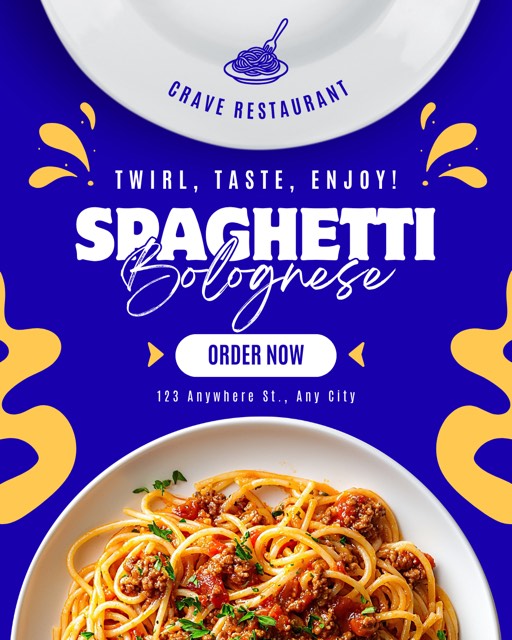 CRAVE RESTAURANT
TWIRL, TASTE, ENJOY!
SPAGHETTI
Bolognese
ORDER NOW
123 Anywhere St., Any City